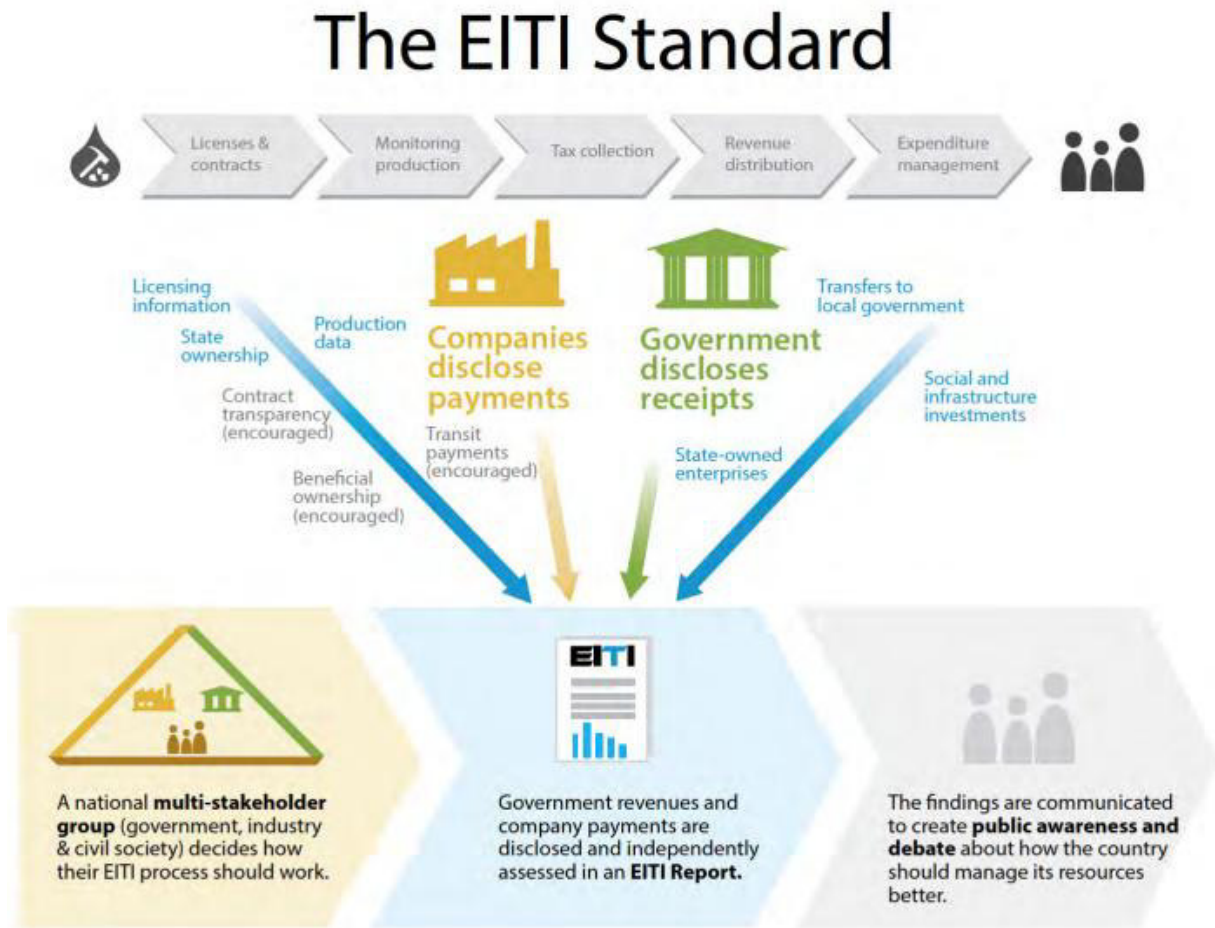 The EITI Standard
Licenses &
contracts
Monitoring
production
Tax collection
Revenue
distribution
Expenditure
management
Licensing
information
State
ownership
Contract
transparency
(encouraged)
Beneficial
ownership
(encouraged)
Production
data
Companies
disclose
payments
Transit
payments
(encouraged)
Government
discloses
receipts
State-owned
enterprises
Transfers to
local government
Social and
infrastructure
investments
EITI
A national multi-stakeholder
group (government, industry
& civil society) decides how
their EITI process should work.
Government revenues and
company payments are
disclosed and independently
assessed in an EITI Report.
The findings are communicated
to create public awareness and
debate about how the country
should manage its resources
better.